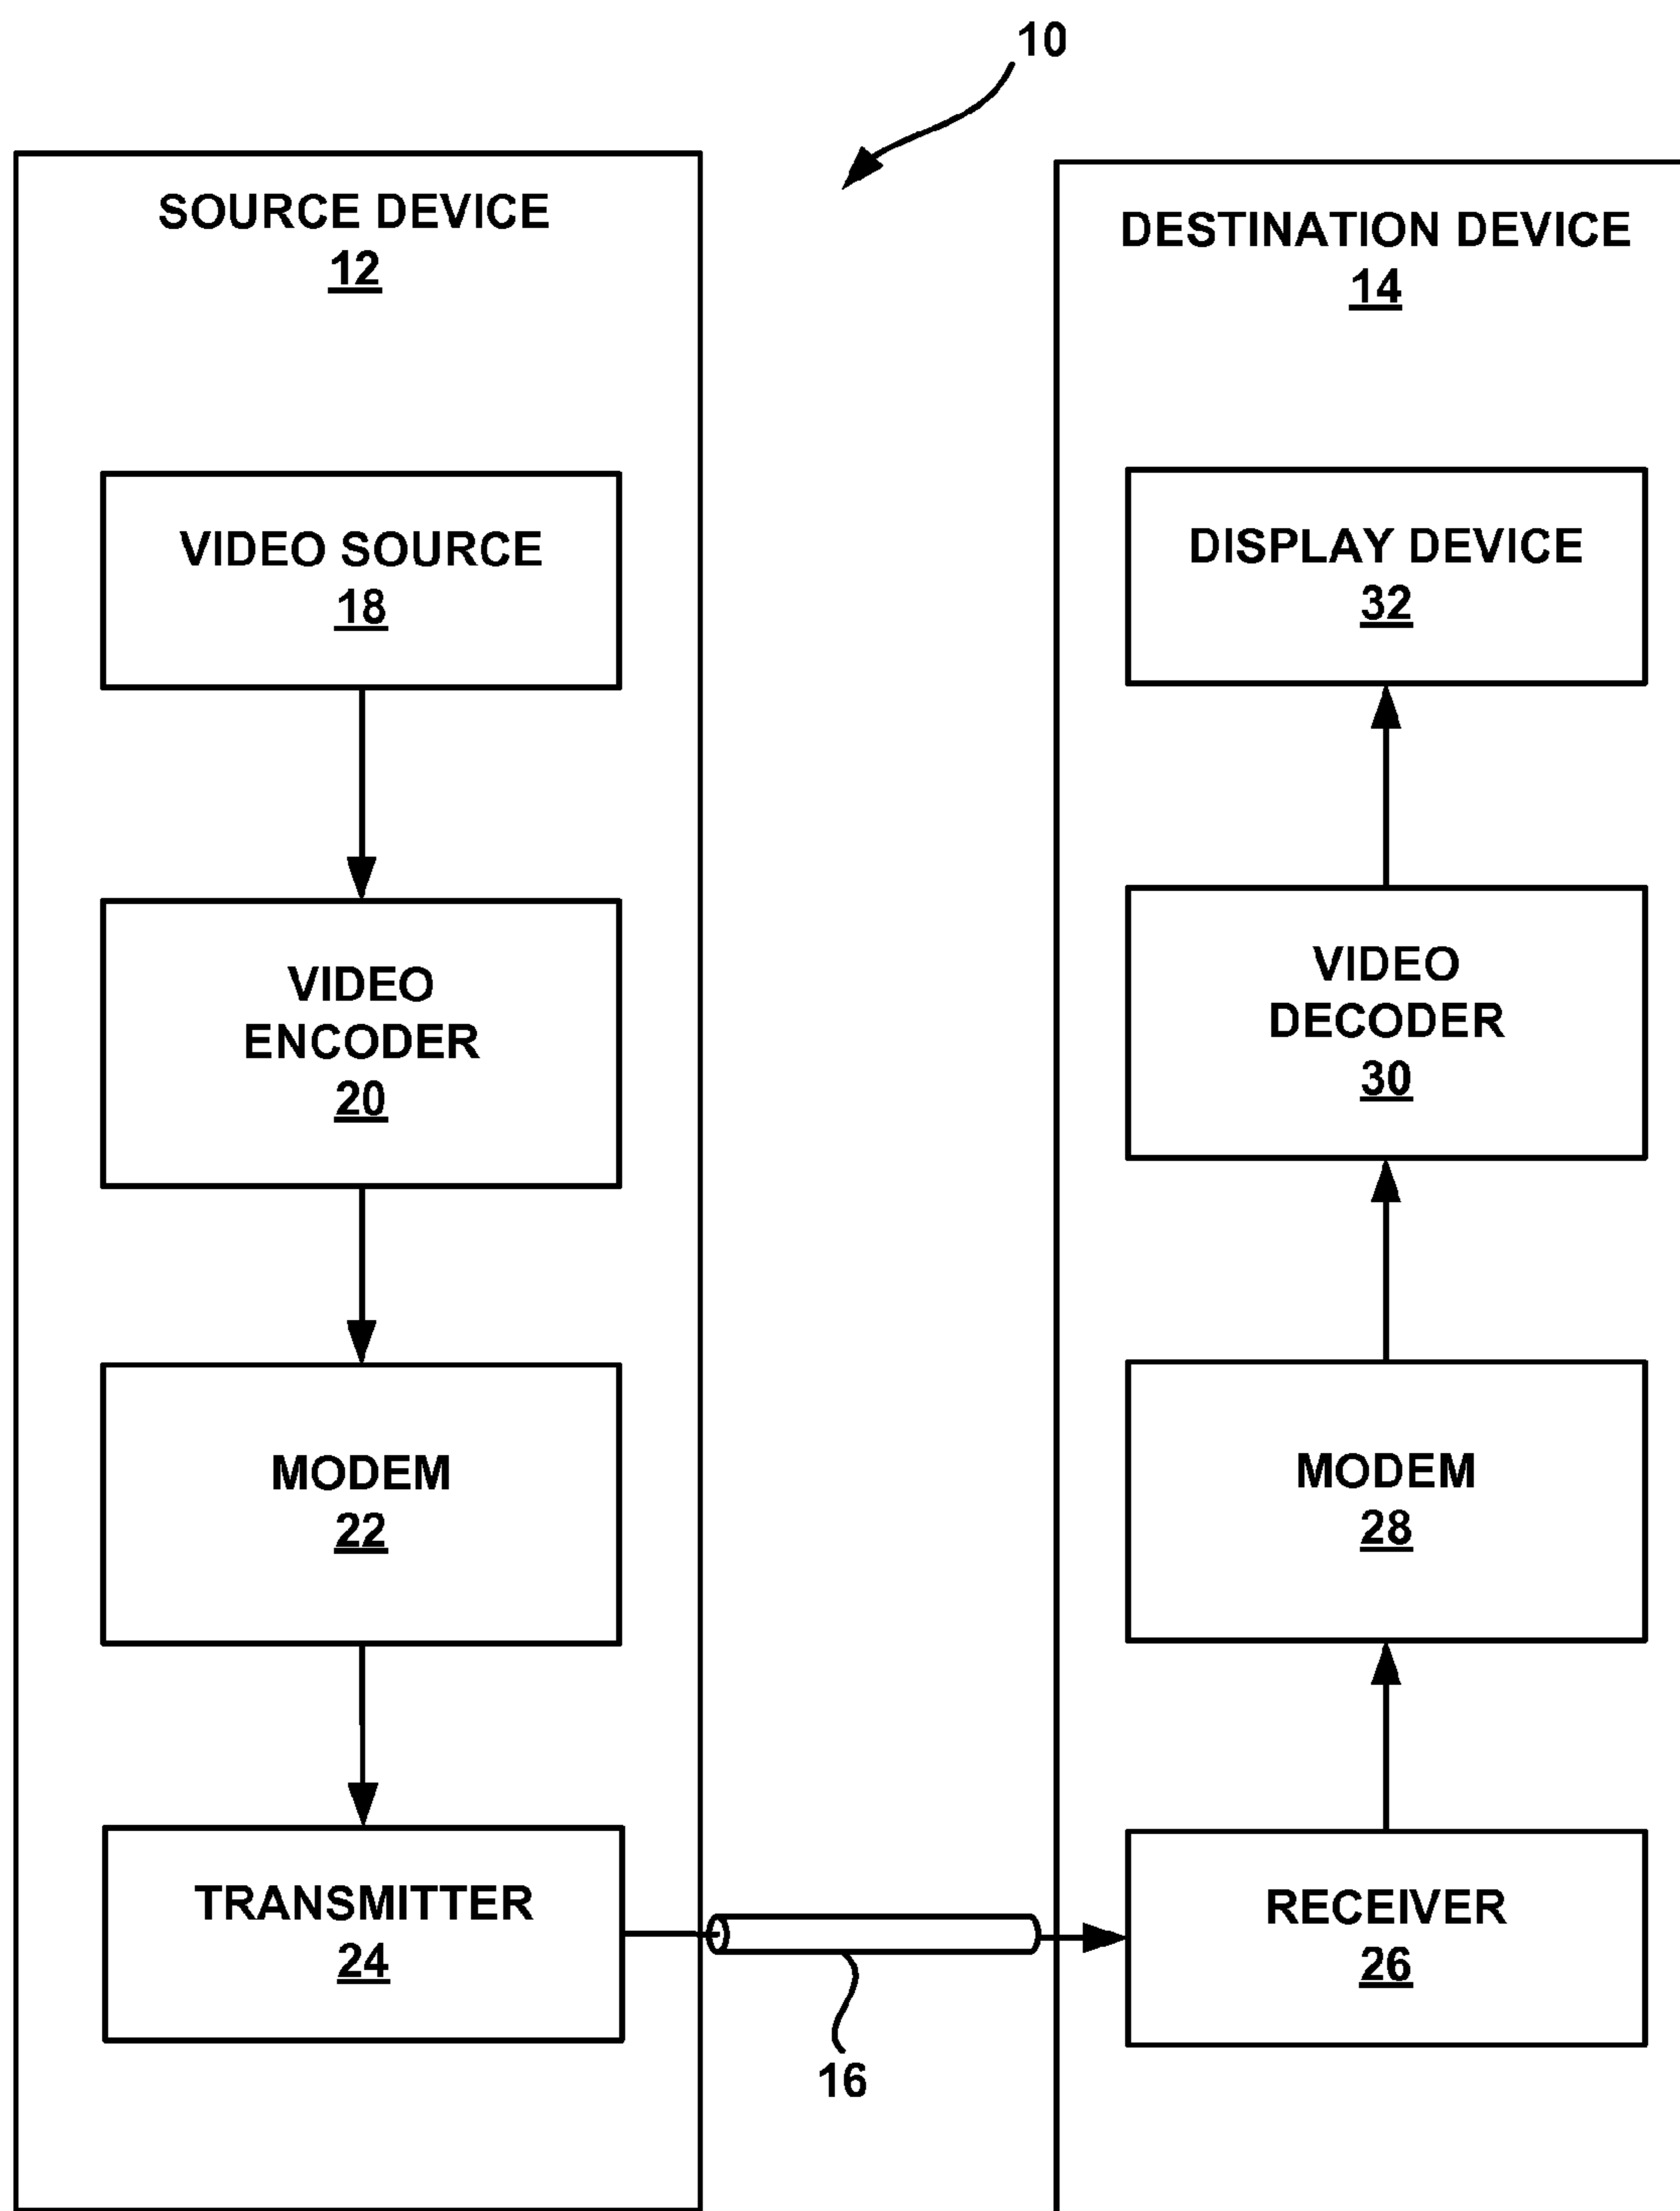 10
SOURCE DEVICE
12
VIDEO SOURCE
18
VIDEO
ENCODER
20
MODEM
22
TRANSMITTER
24
16
DESTINATION DEVICE
14
DISPLAY DEVICE
32
VIDEO
DECODER
30
MODEM
28
RECEIVER
26